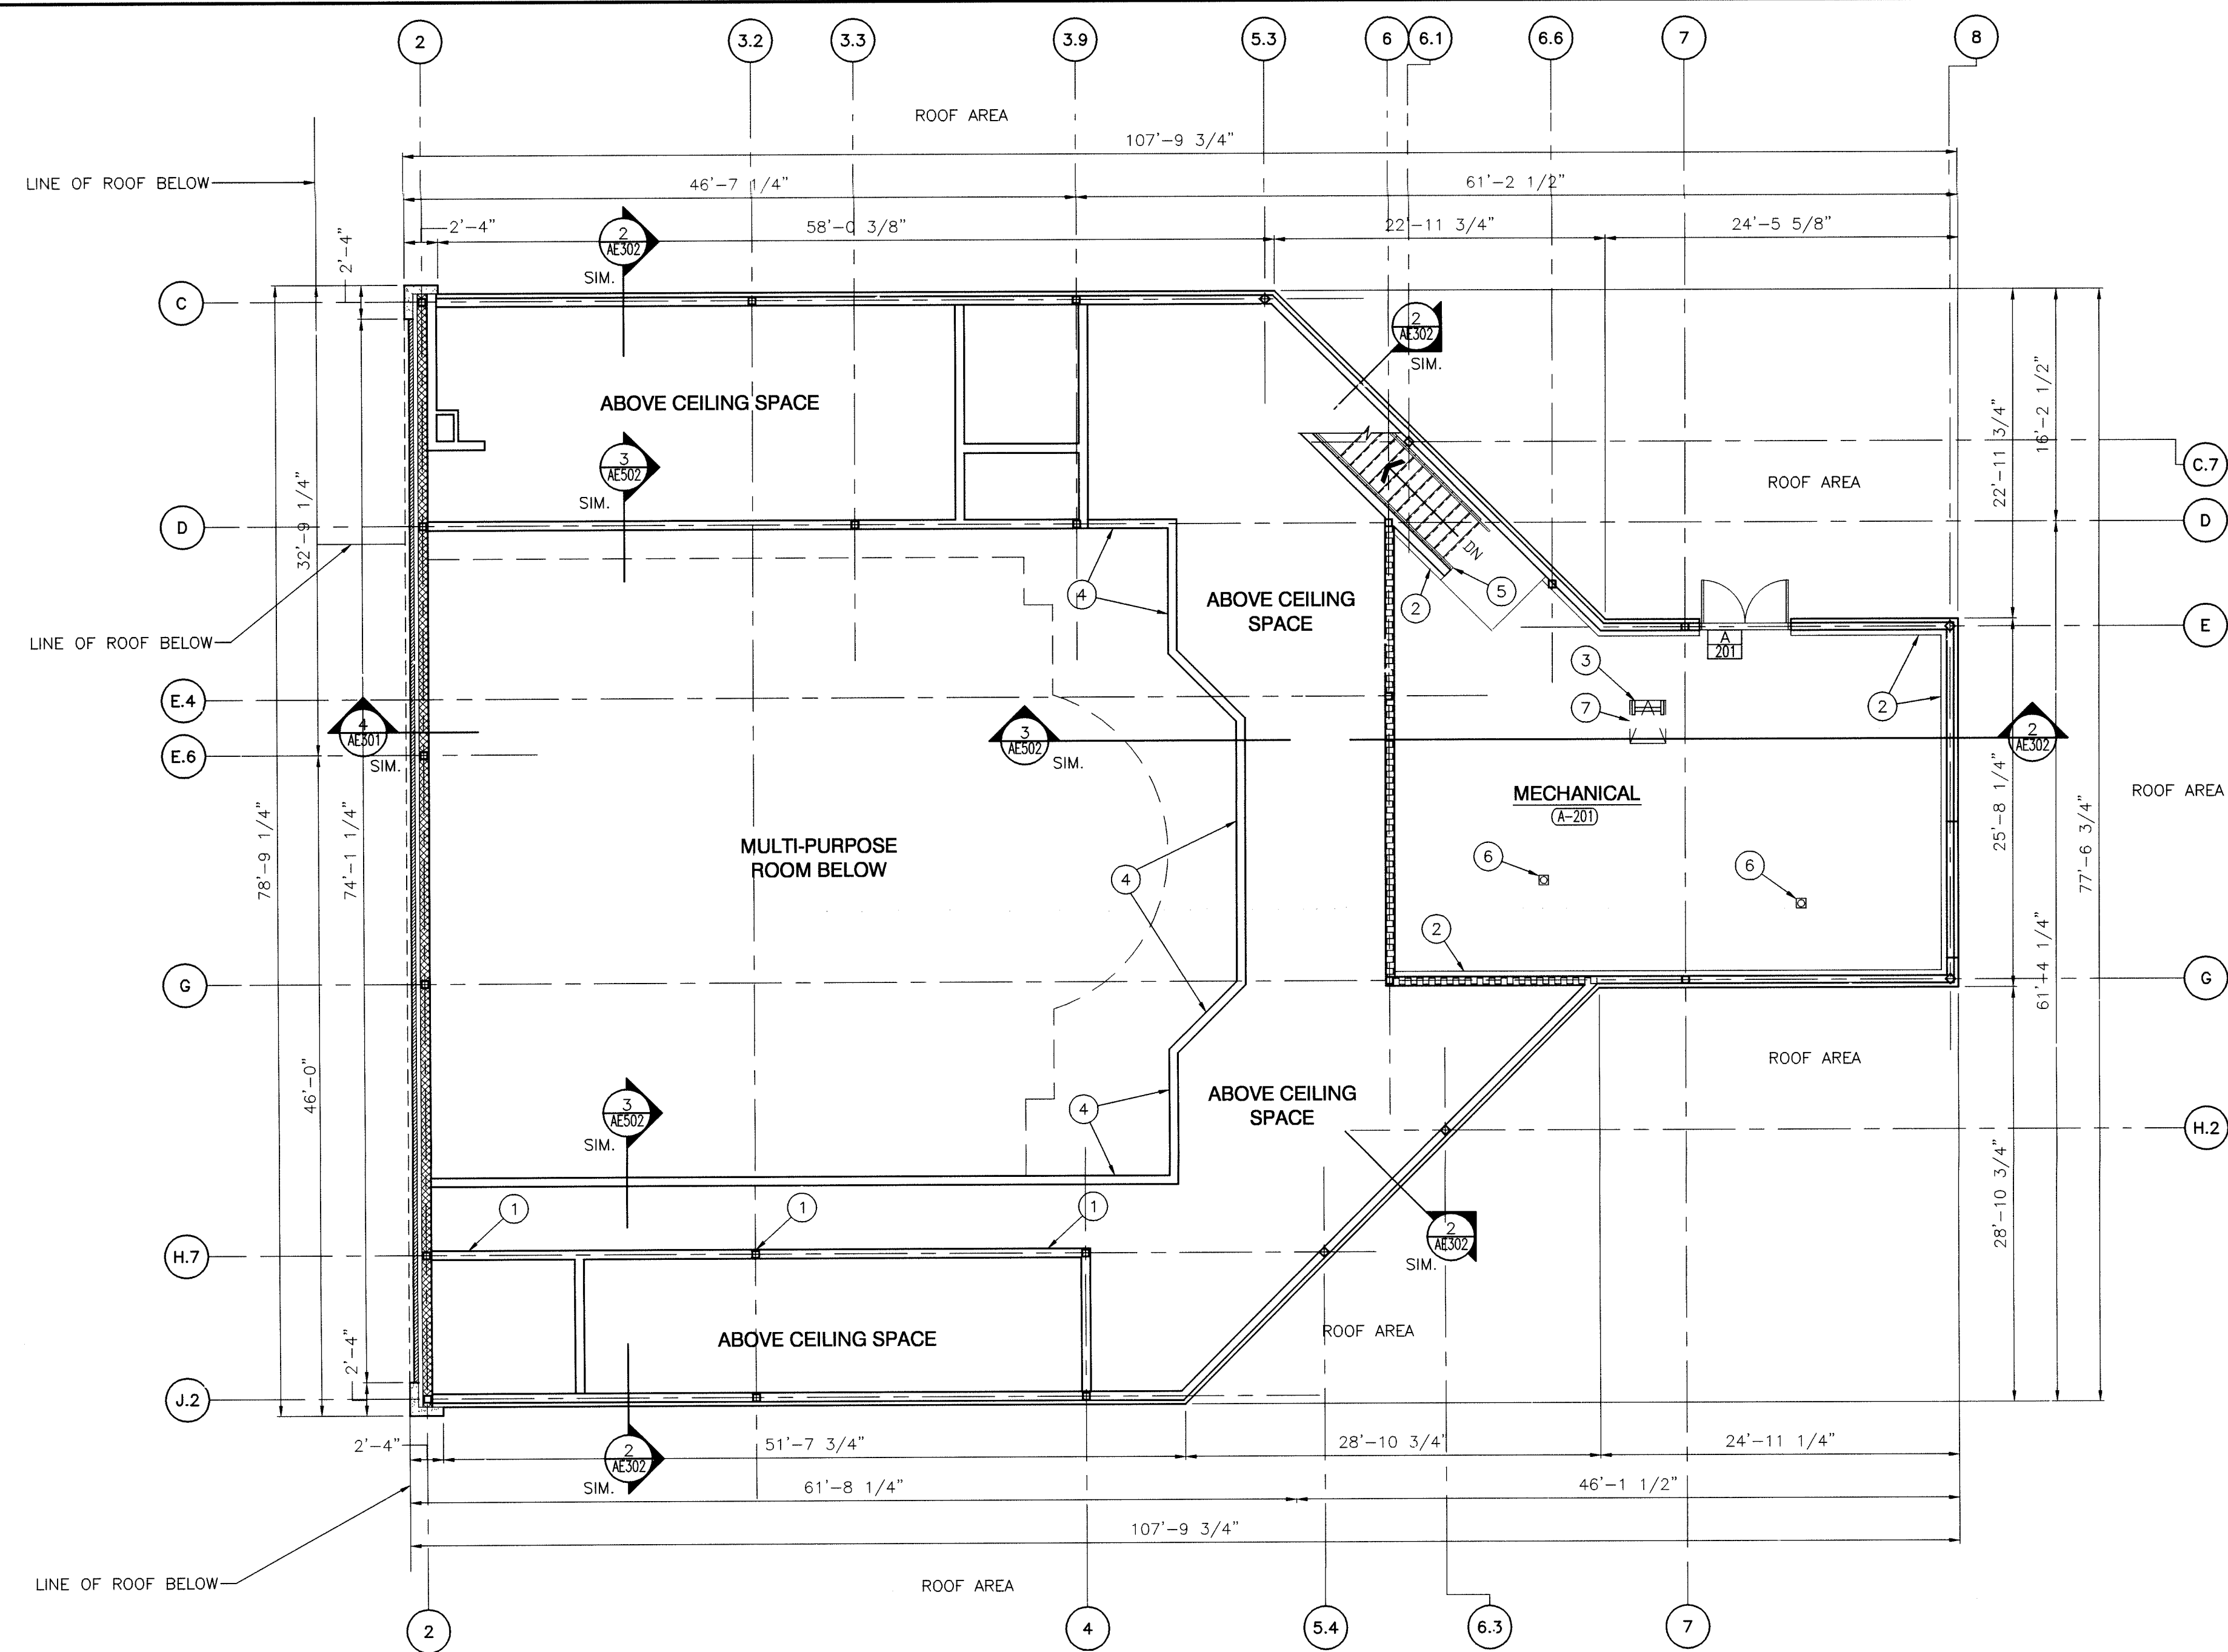 2
3.2
3.3
3.9
5.3
6
6.1
6.6
7
8
ROOF AREA
107'-9 3/4"
LINE OF ROOF BELOW
46'-7 1/4"
61'-2 1/2"
2'-4"
58'-0 3/8"
22'-11 3/4"
24'-5 5/8"
2
AE302
SIM.
2'-4"
C
2
AE302
SIM.
ABOVE CEILING SPACE
22'-11 3/4"
16'-2 1/2"
3
AE502
SIM.
ROOF AREA
C.7
32'-9 1/4"
D
D
DN
4
ABOVE CEILING
SPACE
2
5
LINE OF ROOF BELOW
A
201
E
3
7
2
E.4
4
AE301
SIM.
3
AE502
SIM.
2
AE302
E.6
MECHANICAL
A-201
25'-8 1/4"
ROOF AREA
78'-9 1/4"
74'-1 1/4"
MULTI-PURPOSE
ROOM BELOW
4
6
6
77'-6 3/4"
2
61'-4 1/4"
G
G
46'-0"
ROOF AREA
3
AE502
SIM.
4
ABOVE CEILING
SPACE
H.2
28'-10 3/4"
1
1
1
2
AE302
SIM.
H.7
2'-4"
ABOVE CEILING SPACE
ROOF AREA
J.2
2'-4"
2
AE302
SIM.
51'-7 3/4"
28'-10 3/4'
24'-11 1/4"
61'-8 1/4"
46'-1 1/2"
107'-9 3/4"
LINE OF ROOF BELOW
ROOF AREA
2
4
5.4
6.3
7